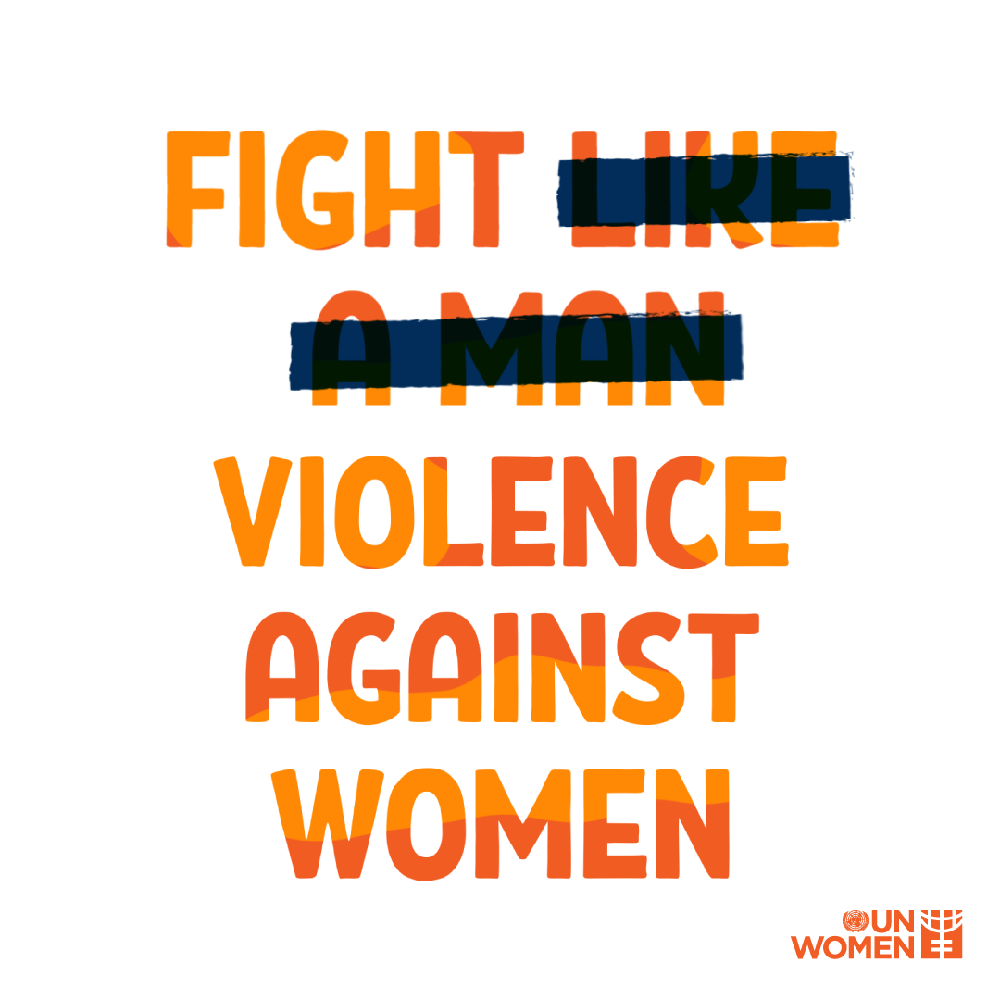 FIGHT LIKE
A MAN
VIOLENCE
AGAINST
WOMEN
UN
WOMEN